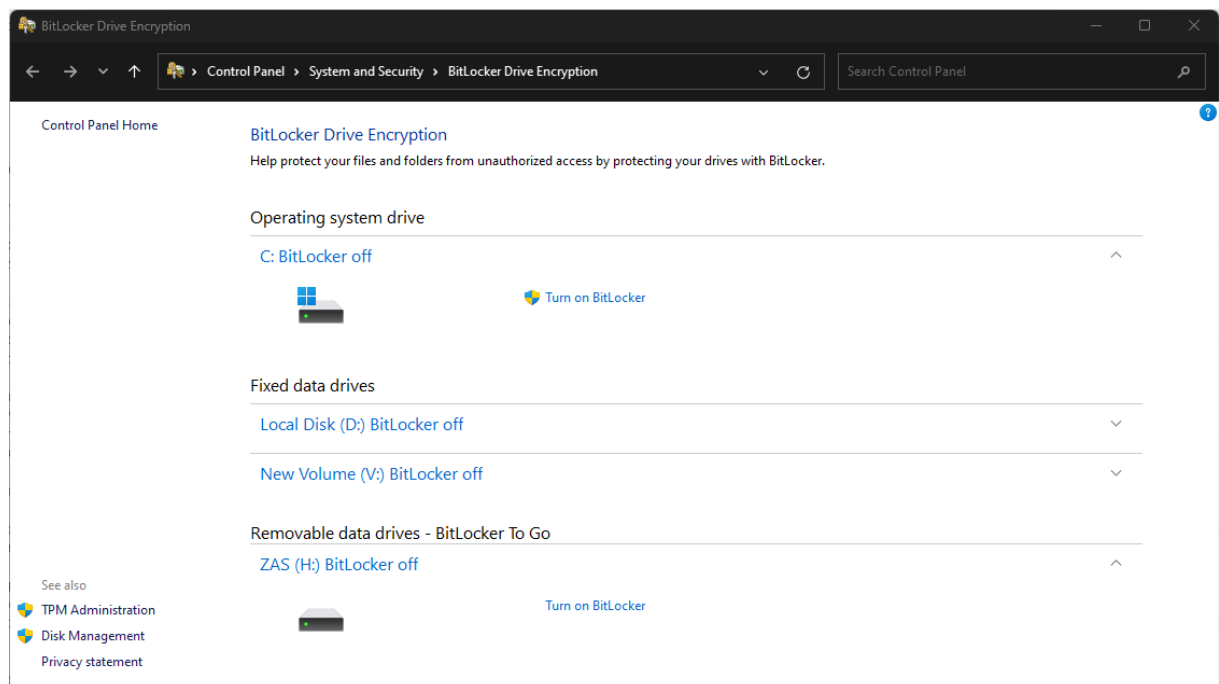 BitLocker Drive Encryption
Control Panel › System and Security › BitLocker Drive Encryption
Search Control Panel
Control Panel Home
BitLocker Drive Encryption
Help protect your files and folders from unauthorized access by protecting your drives with BitLocker.
Operating system drive
C: BitLocker off
Turn on BitLocker
Fixed data drives
Local Disk (D:) BitLocker off
New Volume (V:) BitLocker off
Removable data drives - BitLocker To Go
ZAS (H:) BitLocker off
Turn on BitLocker
See also
TPM Administration
Disk Management
Privacy statement